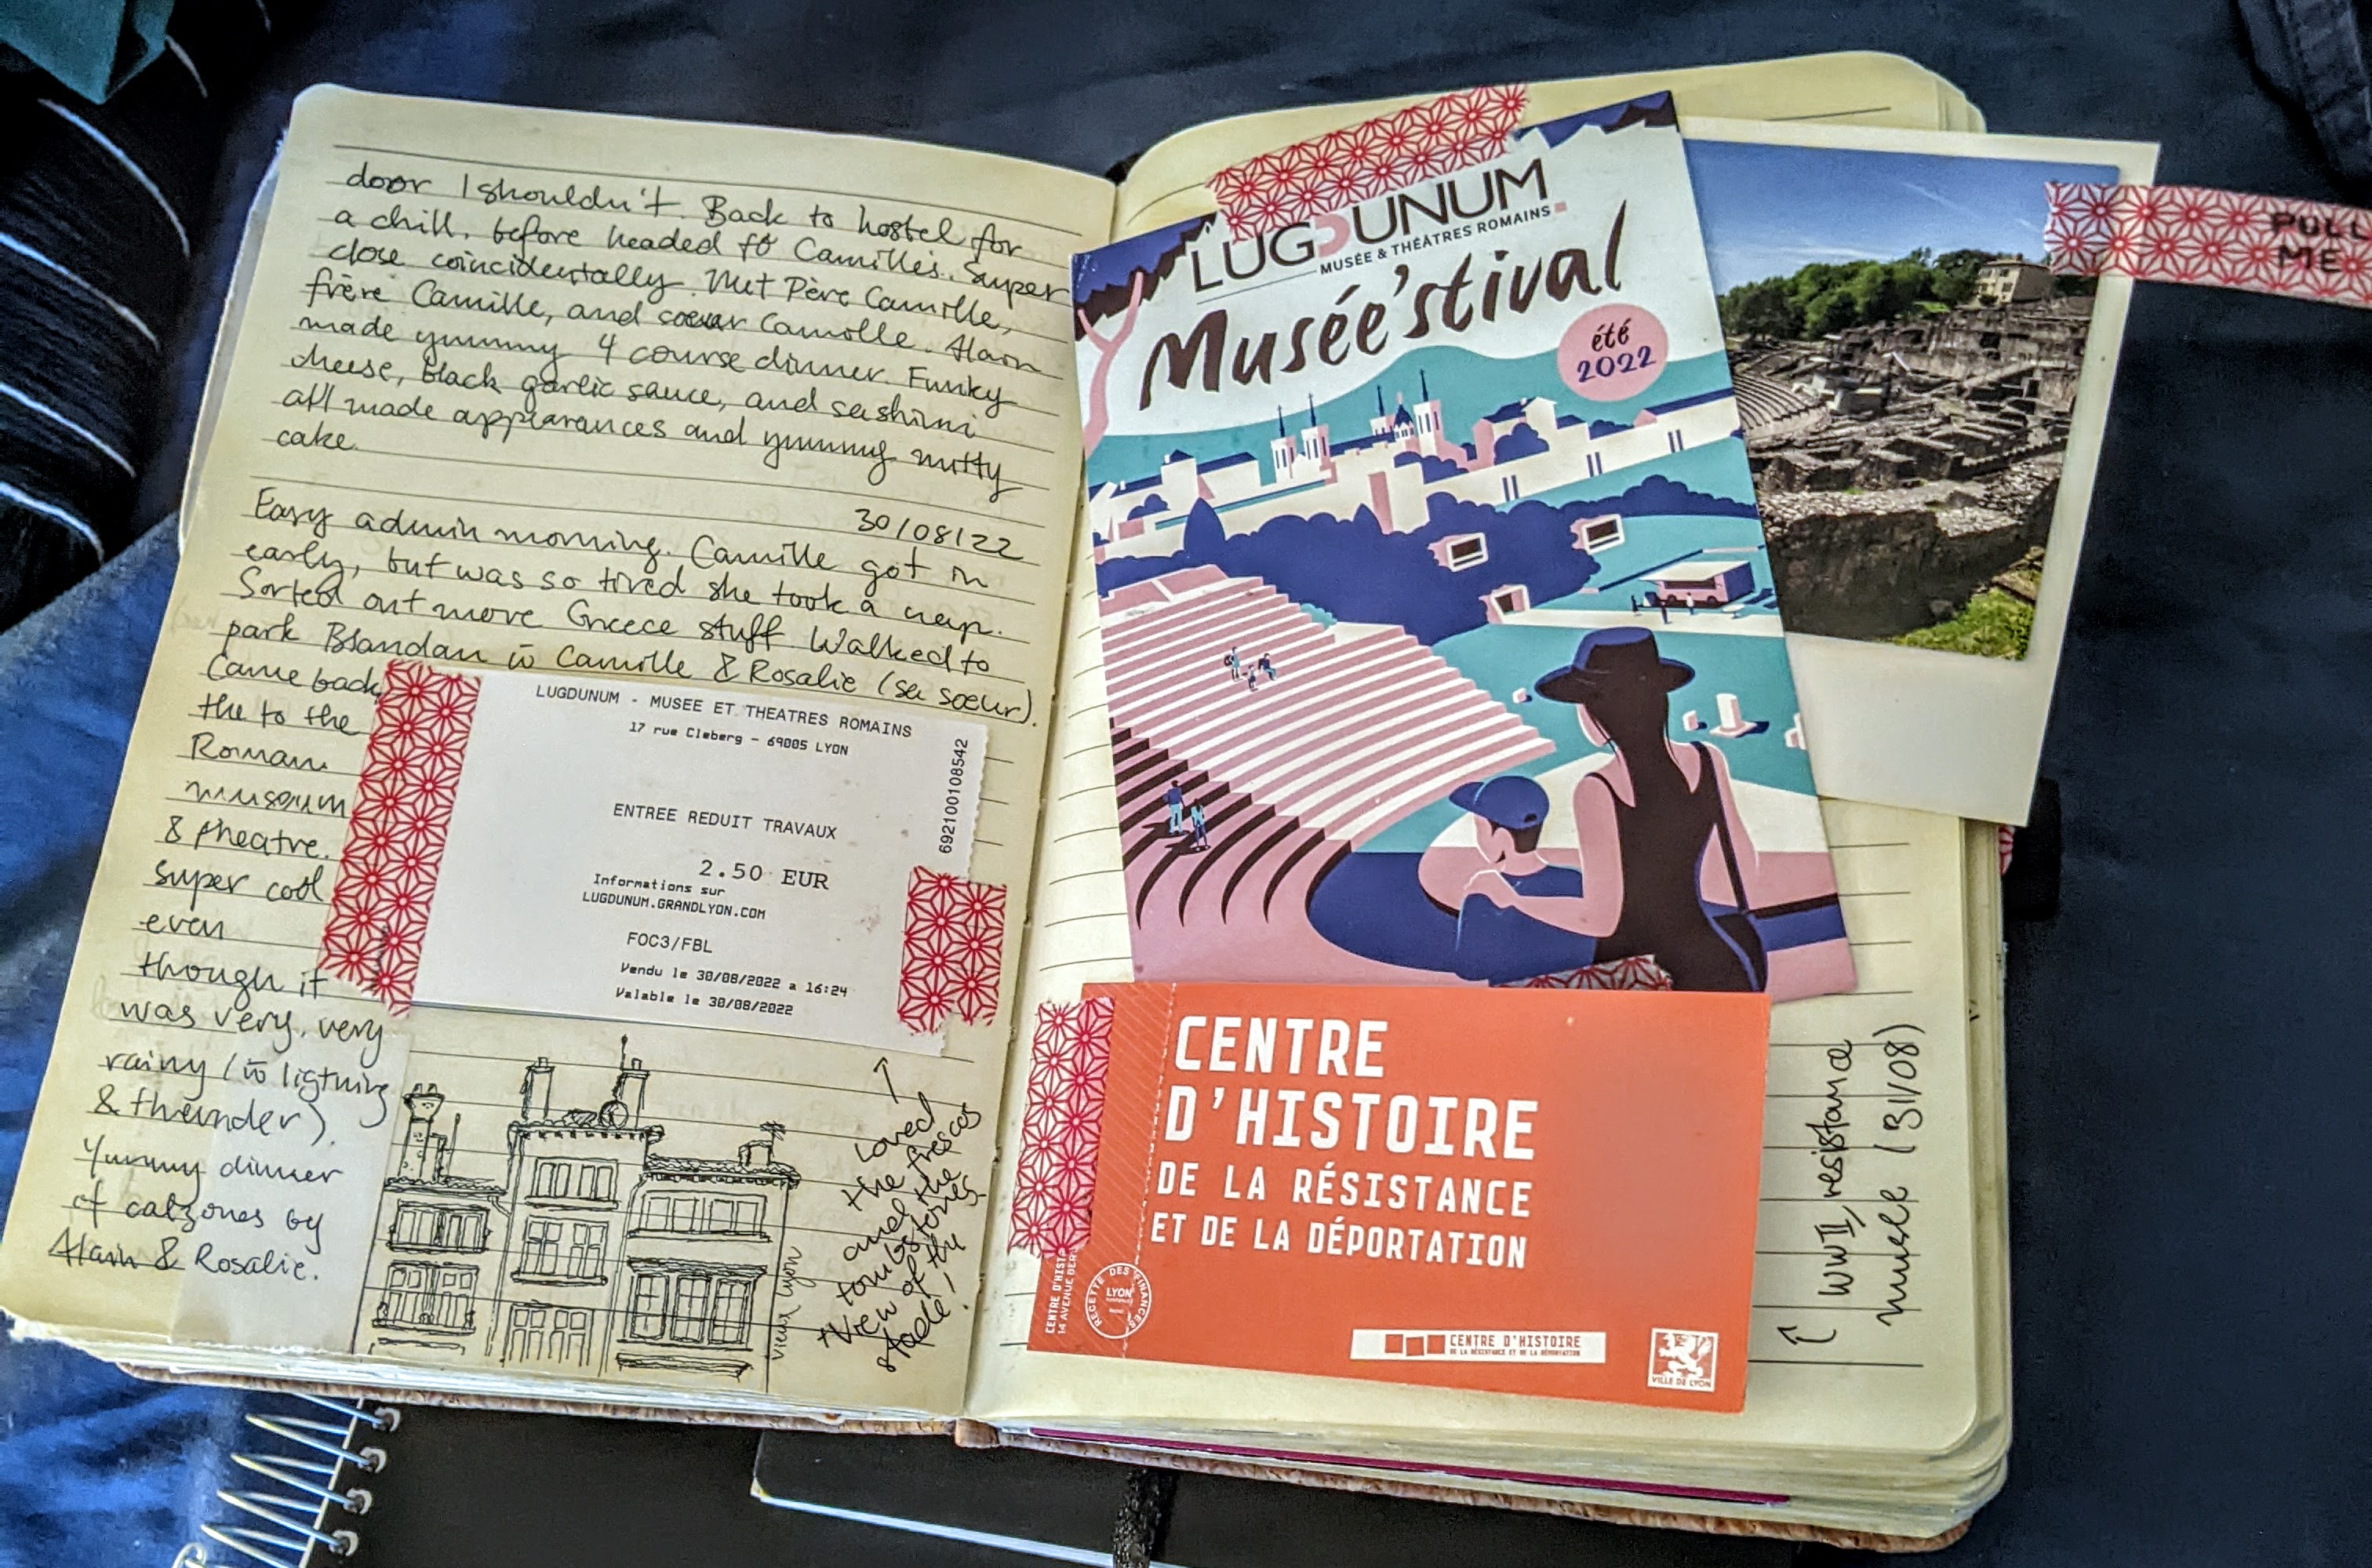 door I shouldn't. Back to hostel for
a chill, before headed to Camille's. Super
close coincidentally. Met Père Camille,
frère Camille, and soeur Camille. Alain
made yummy 4 course dinner. Funky
cheese, black garlic sauce, and sashimi
all made appearances and yummy nutty
cake.
30/08/22
Easy admin morning. Camille got in
early, but was so tired she took a nap.
Sorted out more Greece stuff. Walked to
park Blandan w Camille & Rosalie (sa sœur).
Came back
the to the
Roman
museum
& theatre.
Super cool
even
though it
was very, very
rainy (w ligtning
& thunder).
Yummy dinner
of calzones by
Alain & Rosalie.
LUGDUNUM - MUSEE ET THEATRES ROMAINS
17 rue Cleberg - 69005 LYON
ENTREE REDUIT TRAVAUX
2.50 EUR
Informations sur
LUGDUNUM.GRANDLYON.COM
FOC3/FBL
Vendu le 30/08/2022 a 16:24
Valable le 30/08/2022
6921001008542
vieux lyon
Loved
the frescos
and the
tombstones
+ view of the
stade!
LUGDUNUM
MUSÉE & THÉÂTRES ROMAINS
Musée'stival
été
2022
PULL
ME
CENTRE
D'HISTOIRE
DE LA RÉSISTANCE
ET DE LA DÉPORTATION
CENTRE D'HIST
14 AVENUE BER
RECETTE DES FINANCES
LYON
CENTRE D'HISTOIRE
DE LA RÉSISTANCE ET DE LA DÉPORTATION
VILLE DE LYON
WWII resistance
musée (31/08)